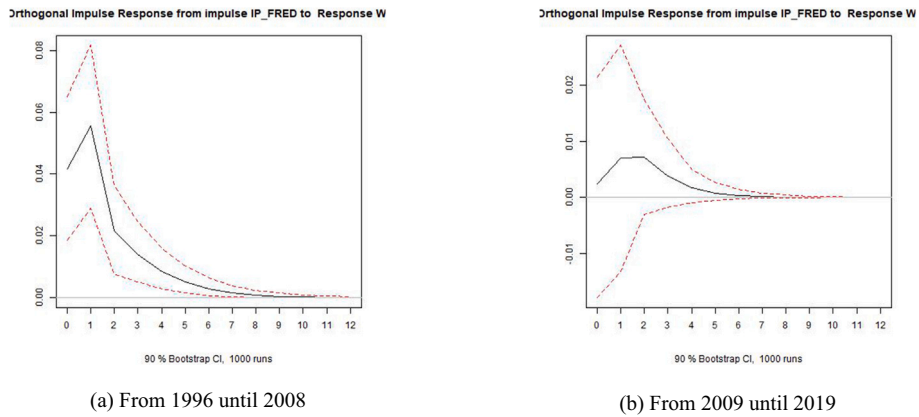 Orthogonal Impulse Response from impulse IP_FRED to Response W
0.08
0.06
0.04
0.02
0.00
0 1 2 3 4 5 6 7 8 9 10 11 12
90 % Bootstrap CI, 1000 runs
(a) From 1996 until 2008
Orthogonal Impulse Response from impulse IP_FRED to Response W
0.02
0.01
0.00
-0.01
0 1 2 3 4 5 6 7 8 9 10 11 12
90 % Bootstrap CI, 1000 runs
(b) From 2009 until 2019